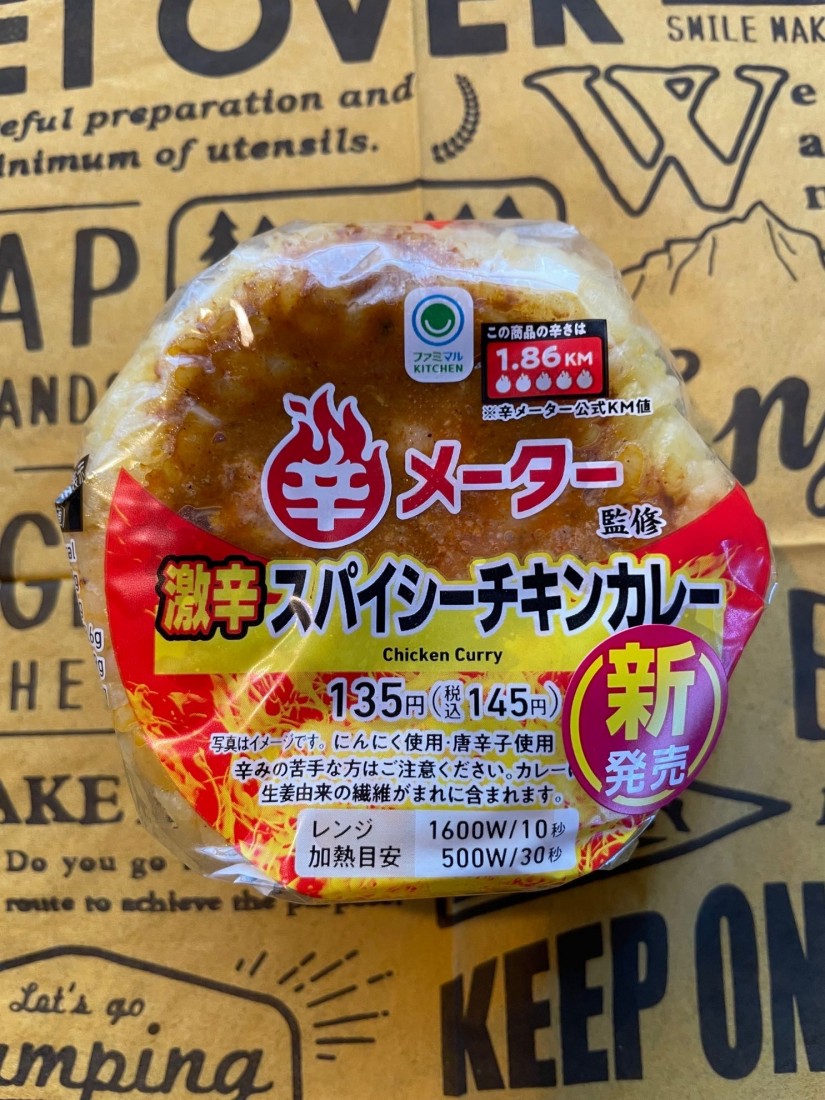 OVER
SMILE MAK
eful preparation and
inimum of utensils.
W
e
AP
AND
ファミマル
KITCHEN
この商品の辛さは
1.86KM
※辛メーター公式KM値
辛メーター
監修
激辛スパイシーチキンカレー
Chicken Curry
135円(税込145円)
新発売
写真はイメージです。にんにく使用・唐辛子使用
辛みの苦手な方はご注意ください。カレーに
生姜由来の繊維がまれに含まれます。
レンジ 1600W/10秒
加熱目安 500W/30秒
HE
AKE
Do you go
route to achieve the
Let's go
mping
KEEP ON